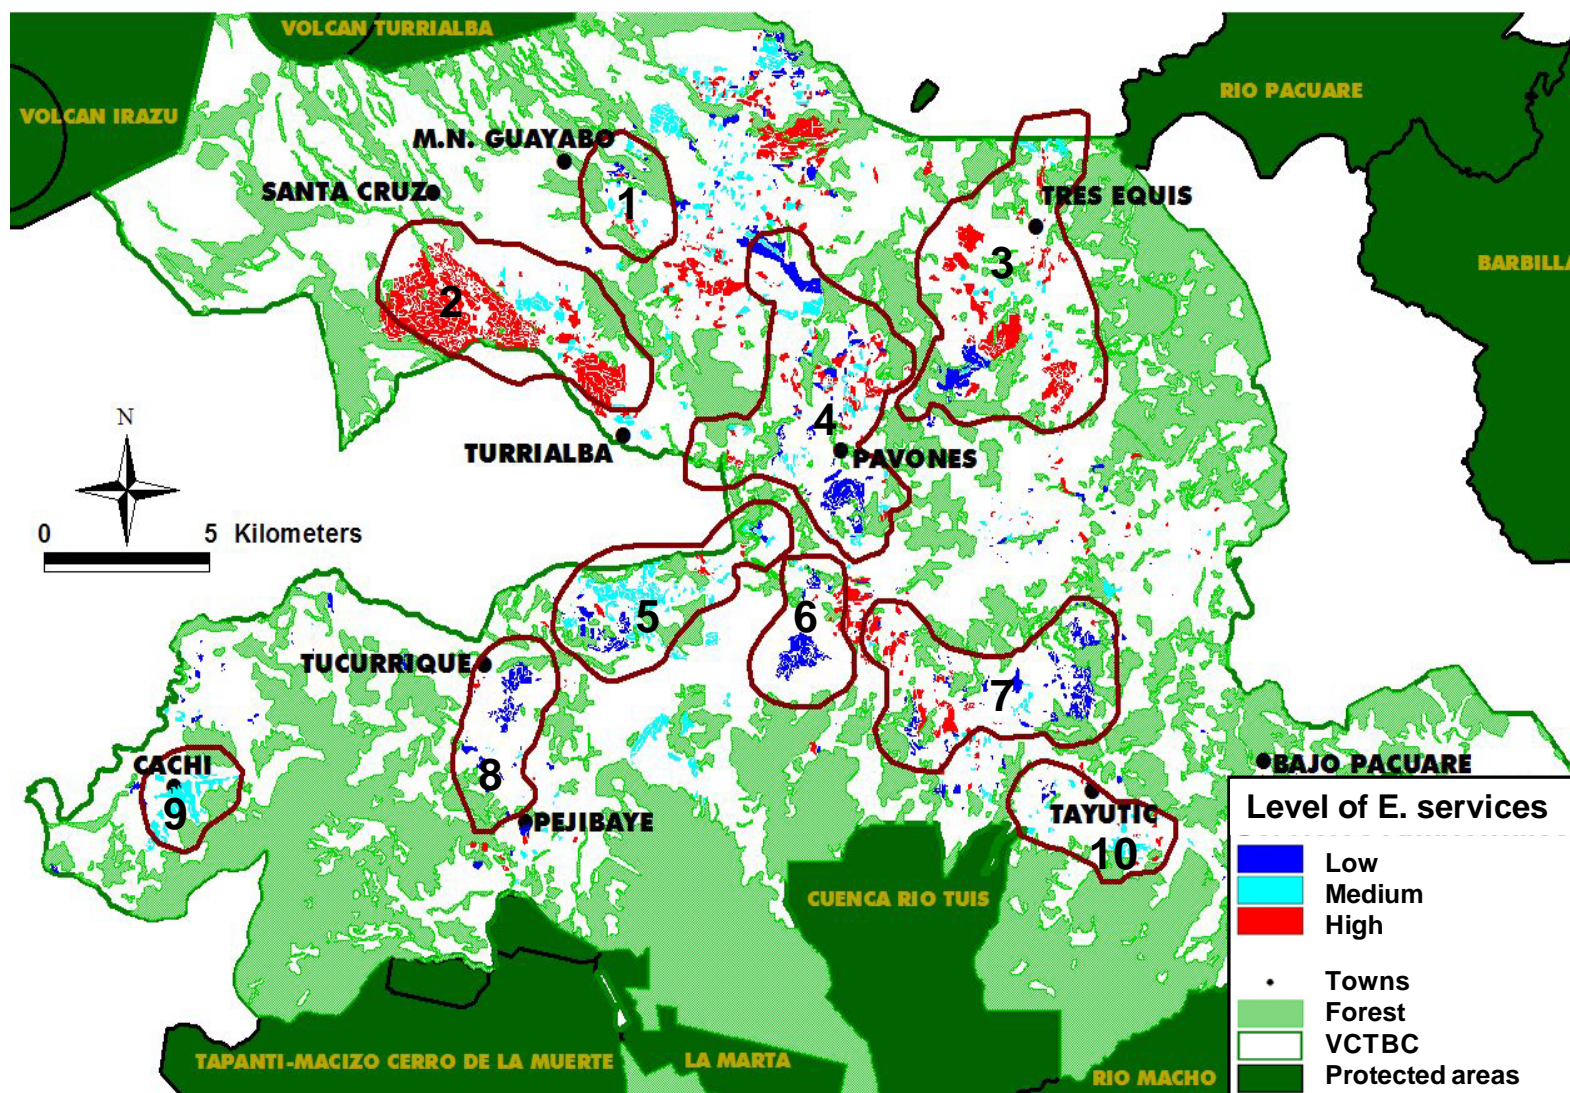 VOLCAN TURRIALBA
VOLCAN IRAZU
RIO PACUARE
M.N. GUAYABO
SANTA CRUZ
1
TRES EQUIS
BARBILLA
3
2
4
N
TURRIALBA
PAVONES
0 5 Kilometers
5
6
TUCURRIQUE
7
CACHI
8
9
BAJO PACUARE
PEJIBAYE
TAYUTIC
10
CUENCA RIO TUIS
TAPANTI-MACIZO CERRO DE LA MUERTE
LA MARTA
RIO MACHO
Level of E. services
Low
Medium
High
Towns
Forest
VCTBC
Protected areas